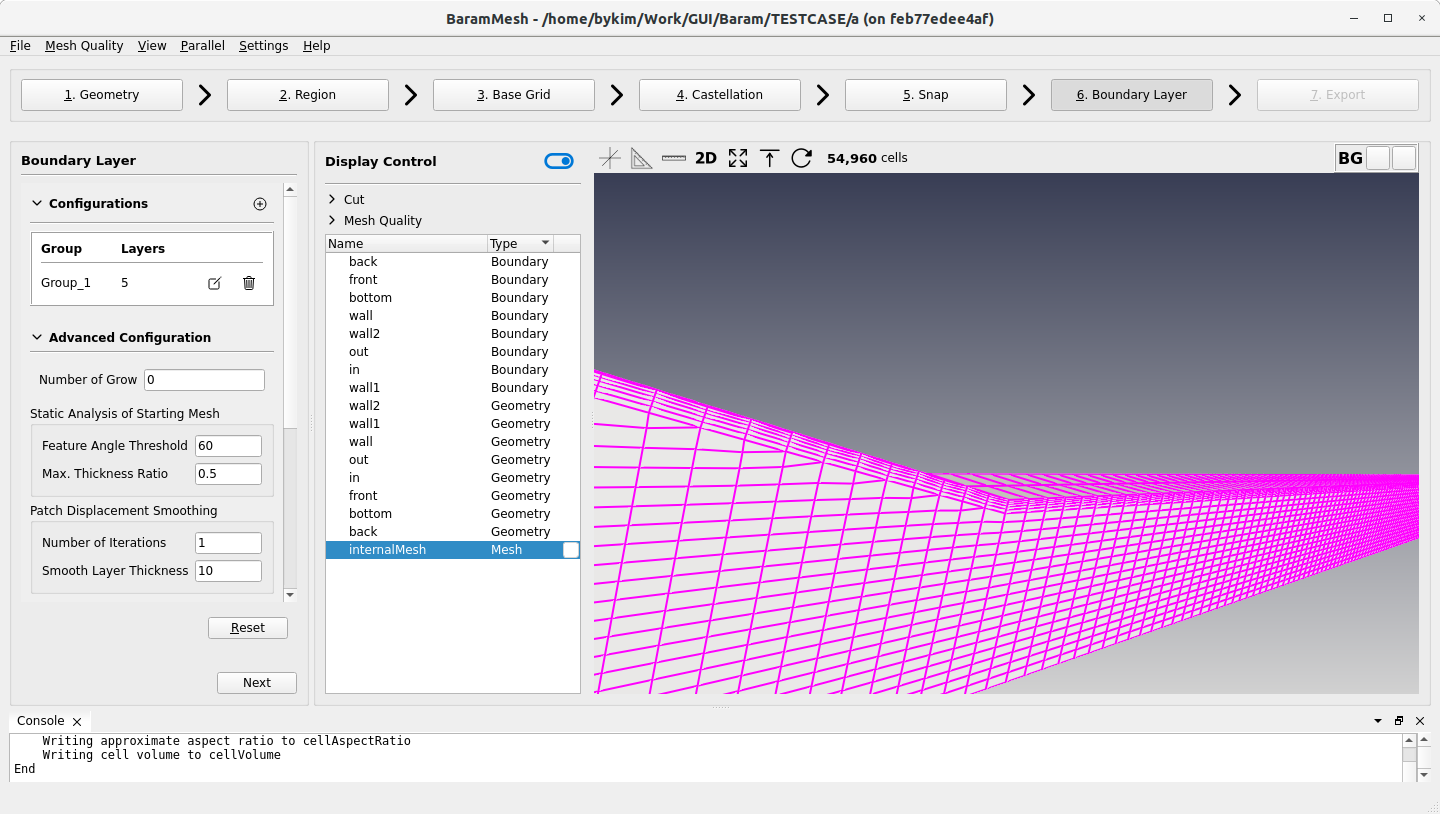 BaramMesh - /home/bykim/Work/GUI/Baram/TESTCASE/a (on feb77edee4af)
File Mesh Quality View Parallel Settings Help
1. Geometry 2. Region 3. Base Grid 4. Castellation 5. Snap 6. Boundary Layer 7. Export
Boundary Layer
Configurations
Group Layers
Group_1 5
Advanced Configuration
Number of Grow 0
Static Analysis of Starting Mesh
Feature Angle Threshold 60
Max. Thickness Ratio 0.5
Patch Displacement Smoothing
Number of Iterations 1
Smooth Layer Thickness 10
Reset
Next
Display Control
Cut
Mesh Quality
Name Type
back Boundary
front Boundary
bottom Boundary
wall Boundary
wall2 Boundary
out Boundary
in Boundary
wall1 Boundary
wall2 Geometry
wall1 Geometry
wall Geometry
out Geometry
in Geometry
front Geometry
bottom Geometry
back Geometry
internalMesh Mesh
2D 54,960 cells BG
Console
Writing approximate aspect ratio to cellAspectRatio
Writing cell volume to cellVolume
End